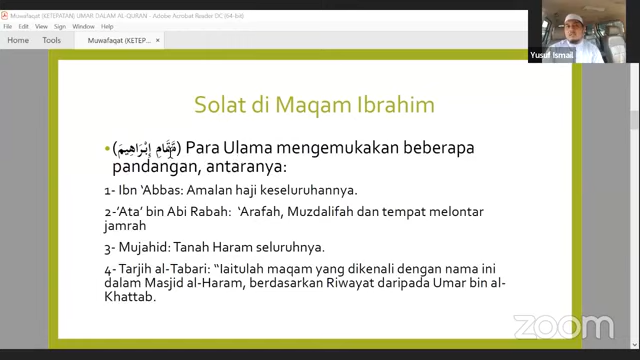 Muwafaqat (KETEPATAN) UMAR DALAM AL-QURAN - Adobe Acrobat Reader DC (64-bit)
File Edit View Sign Window Help
Home Tools Muwafaqat (KETEP... ×
Yusuf Ismail
Solat di Maqam Ibrahim
• (مَّقَامِ إِبْرَاهِيمَ) Para Ulama mengemukakan beberapa
pandangan, antaranya:
1- Ibn ‘Abbas: Amalan haji keseluruhannya.
2-‘Ata’ bin Abi Rabah: ‘Arafah, Muzdalifah dan tempat melontar
jamrah
3- Mujahid: Tanah Haram seluruhnya.
4- Tarjih al-Tabari: “Iaitulah maqam yang dikenali dengan nama ini
dalam Masjid al-Haram, berdasarkan Riwayat daripada Umar bin al-
Khattab.
zoom